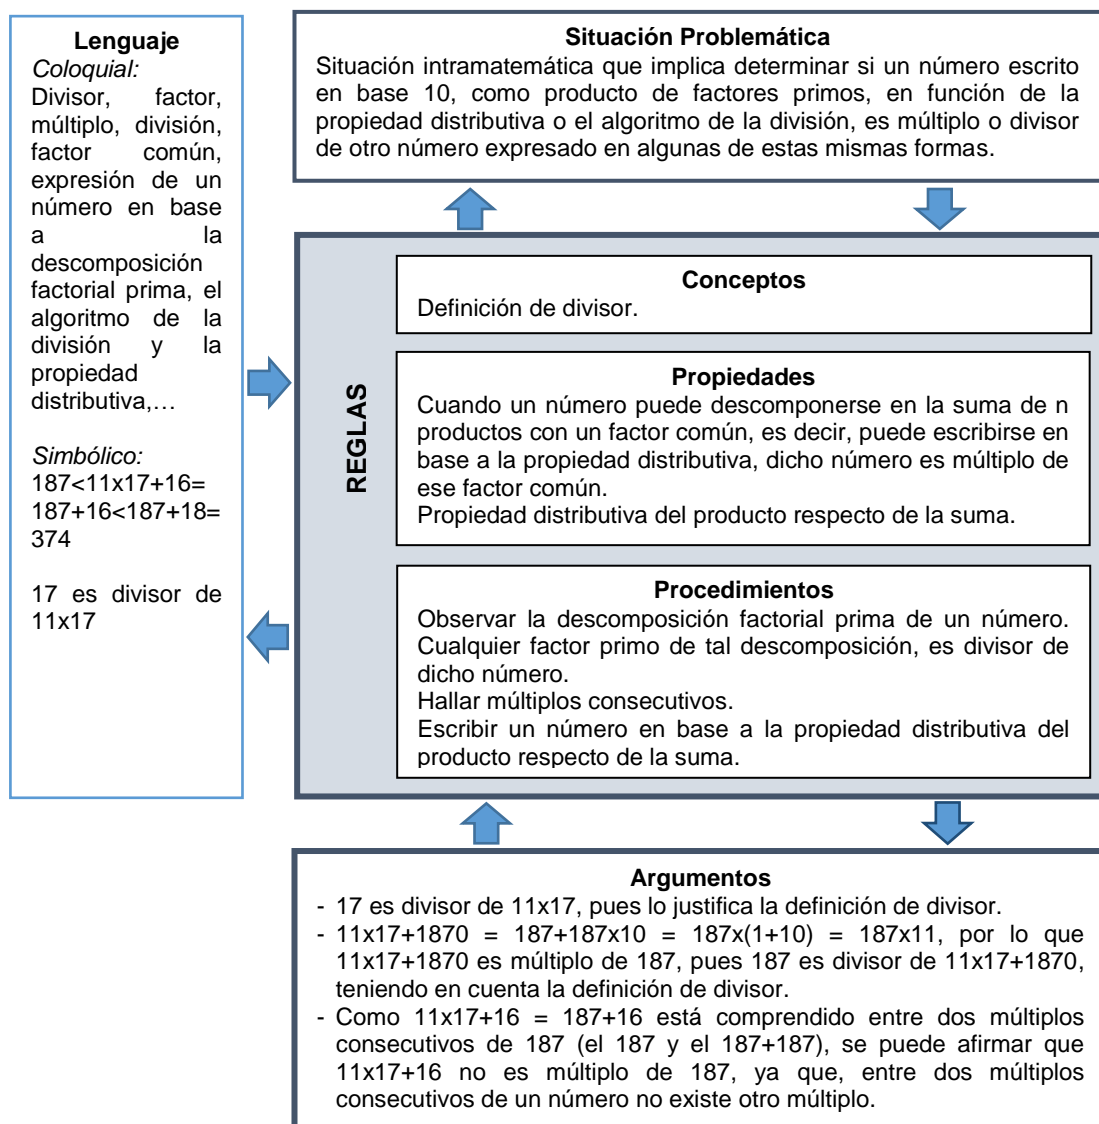 Lenguaje
Coloquial:
Divisor, factor,
múltiplo, división,
factor común,
expresión de un
número en base
a la
descomposición
factorial prima, el
algoritmo de la
división y la
propiedad
distributiva,…
Simbólico:
187<11x17+16=
187+16<187+18=
374
17 es divisor de
11x17
Situación Problemática
Situación intramatemática que implica determinar si un número escrito
en base 10, como producto de factores primos, en función de la
propiedad distributiva o el algoritmo de la división, es múltiplo o divisor
de otro número expresado en algunas de estas mismas formas.
REGLAS
Conceptos
Definición de divisor.
Propiedades
Cuando un número puede descomponerse en la suma de n
productos con un factor común, es decir, puede escribirse en
base a la propiedad distributiva, dicho número es múltiplo de
ese factor común.
Propiedad distributiva del producto respecto de la suma.
Procedimientos
Observar la descomposición factorial prima de un número.
Cualquier factor primo de tal descomposición, es divisor de
dicho número.
Hallar múltiplos consecutivos.
Escribir un número en base a la propiedad distributiva del
producto respecto de la suma.
Argumentos
- 17 es divisor de 11x17, pues lo justifica la definición de divisor.
- 11x17+1870 = 187+187x10 = 187x(1+10) = 187x11, por lo que
11x17+1870 es múltiplo de 187, pues 187 es divisor de 11x17+1870,
teniendo en cuenta la definición de divisor.
- Como 11x17+16 = 187+16 está comprendido entre dos múltiplos
consecutivos de 187 (el 187 y el 187+187), se puede afirmar que
11x17+16 no es múltiplo de 187, ya que, entre dos múltiplos
consecutivos de un número no existe otro múltiplo.